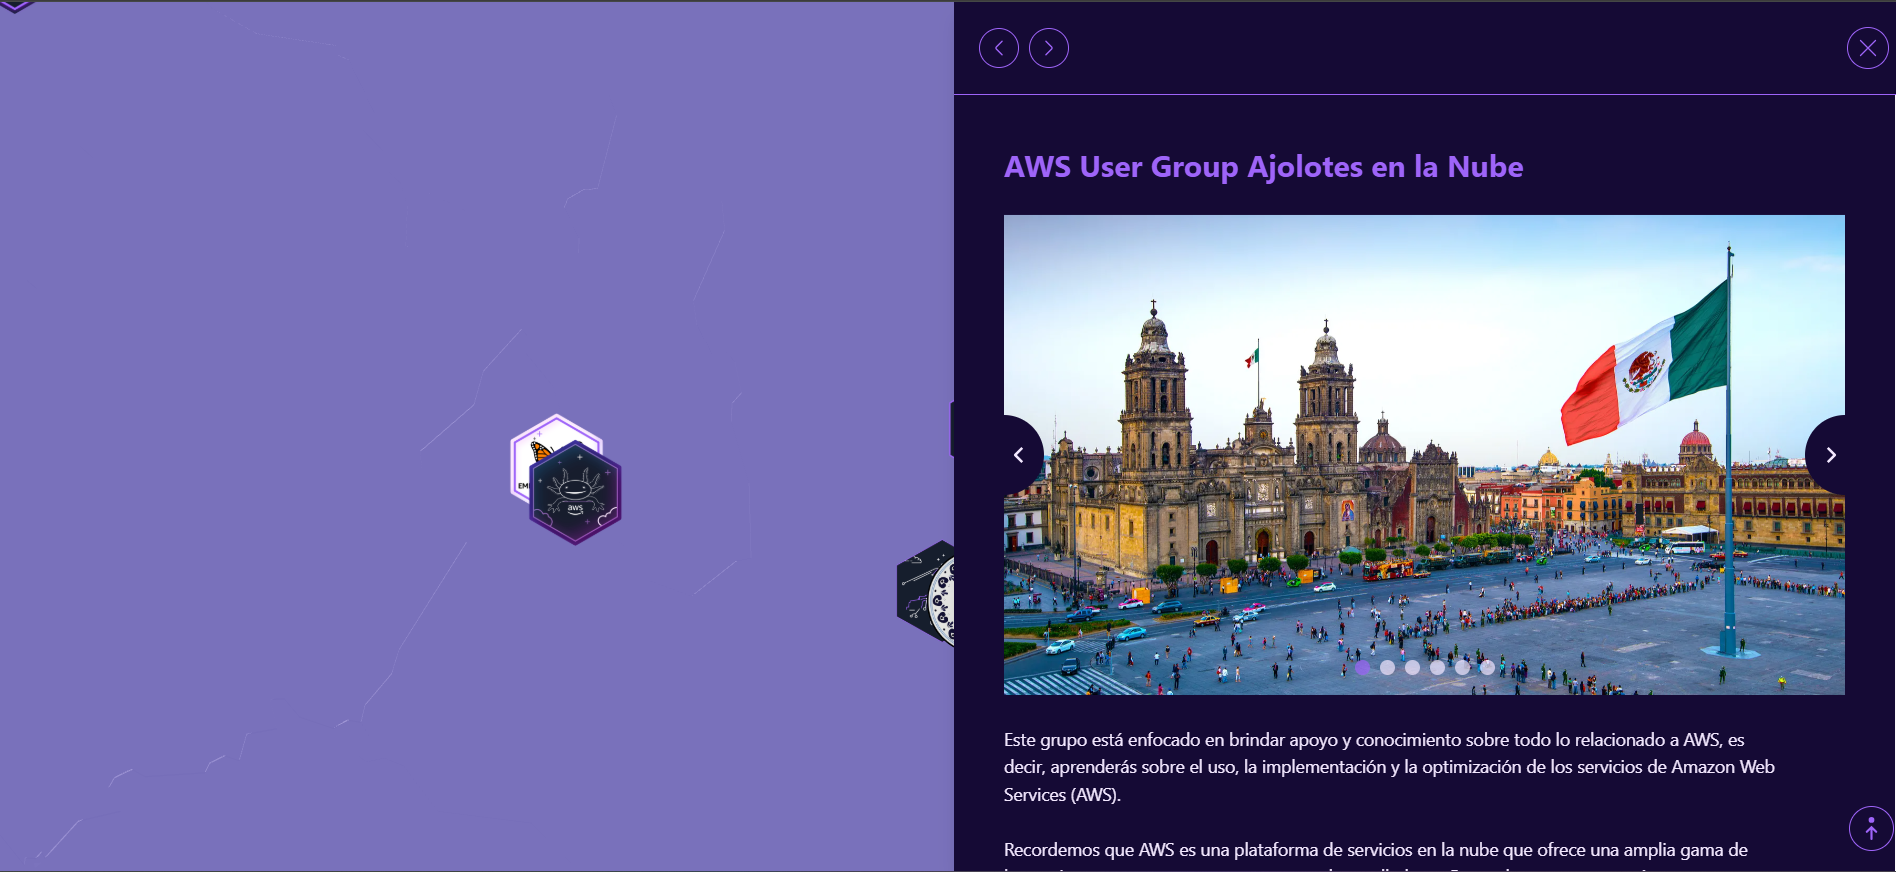 AWS User Group Ajolotes en la Nube
EM
aws
Este grupo está enfocado en brindar apoyo y conocimiento sobre todo lo relacionado a AWS, es
decir, aprenderás sobre el uso, la implementación y la optimización de los servicios de Amazon Web
Services (AWS).
Recordemos que AWS es una plataforma de servicios en la nube que ofrece una amplia gama de